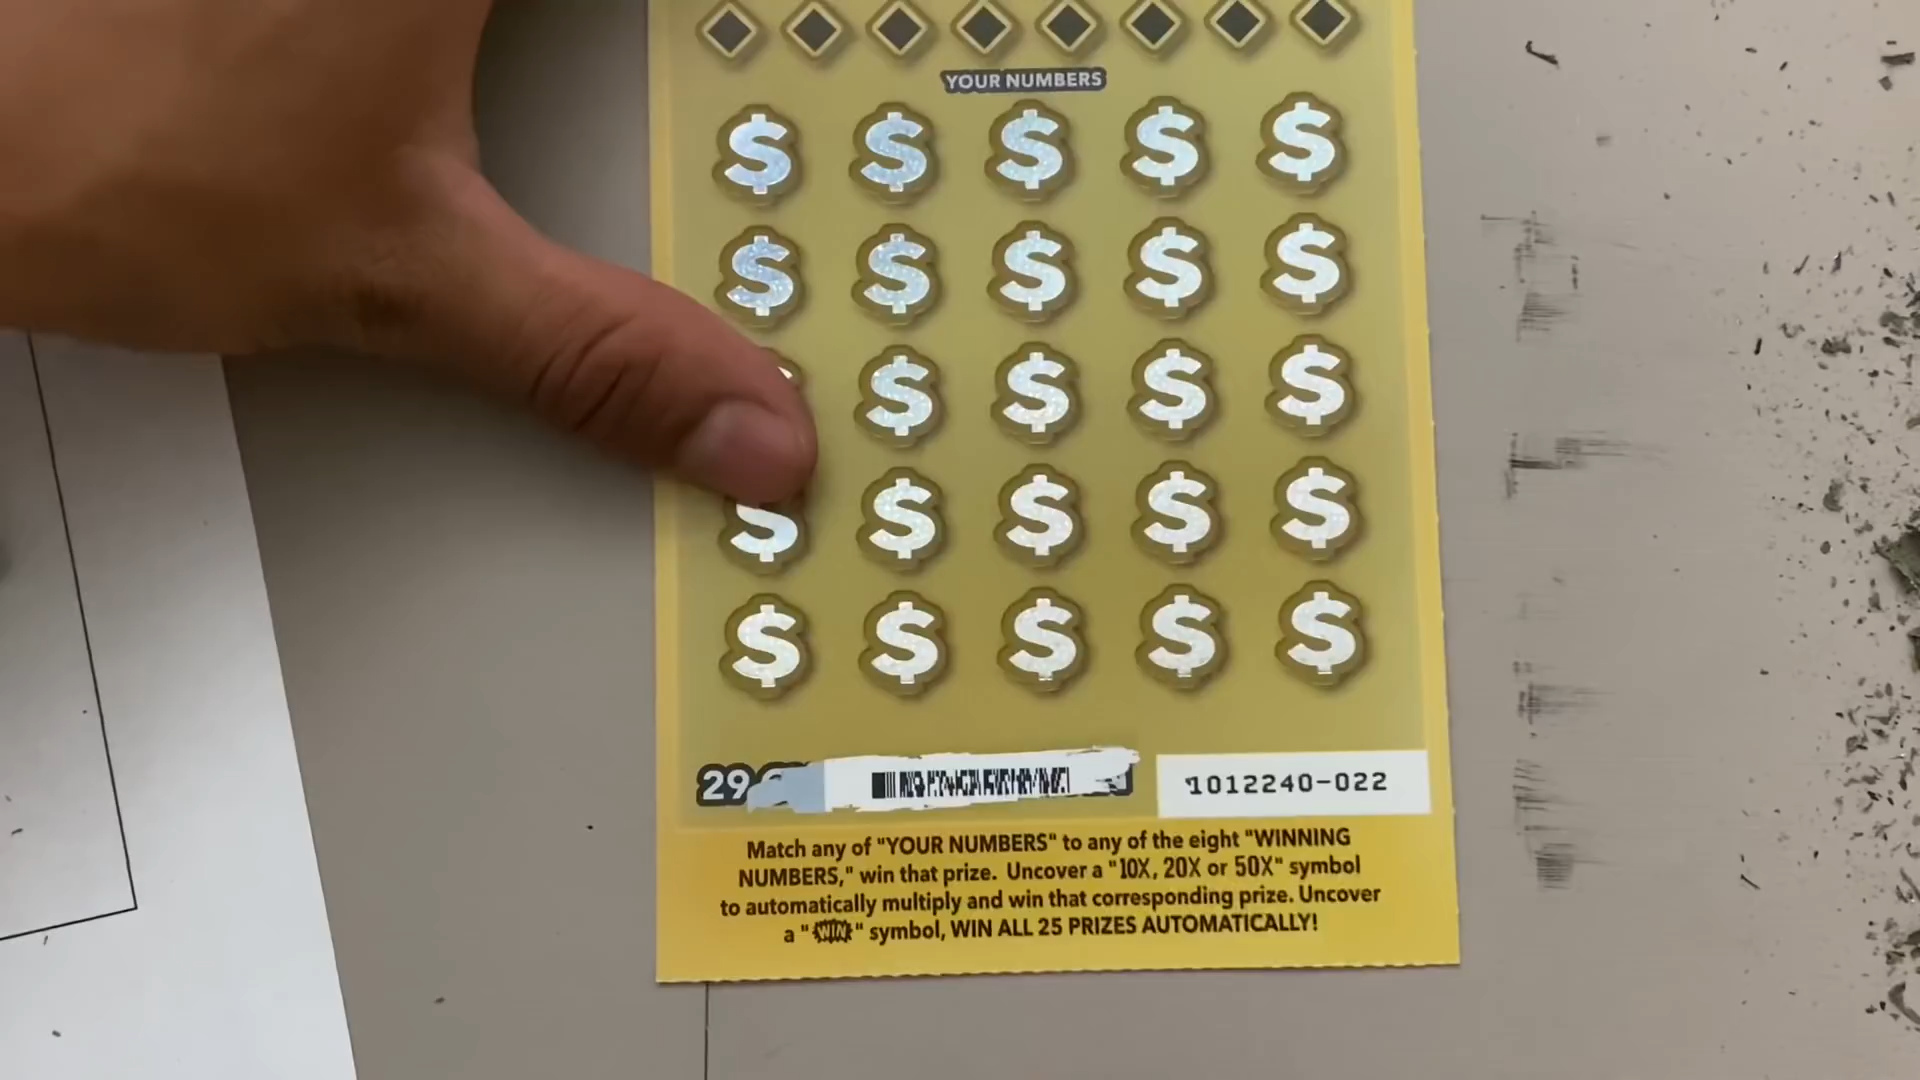 YOUR NUMBERS
$ $ $ $ $
$ $ $ $ $
$ $ $ $
$ $ $ $ $
$ $ $ $ $
29
1012240-022
Match any of "YOUR NUMBERS" to any of the eight "WINNING
NUMBERS," win that prize. Uncover a "10X, 20X or 50X" symbol
to automatically multiply and win that corresponding prize. Uncover
a "WIN" symbol, WIN ALL 25 PRIZES AUTOMATICALLY!